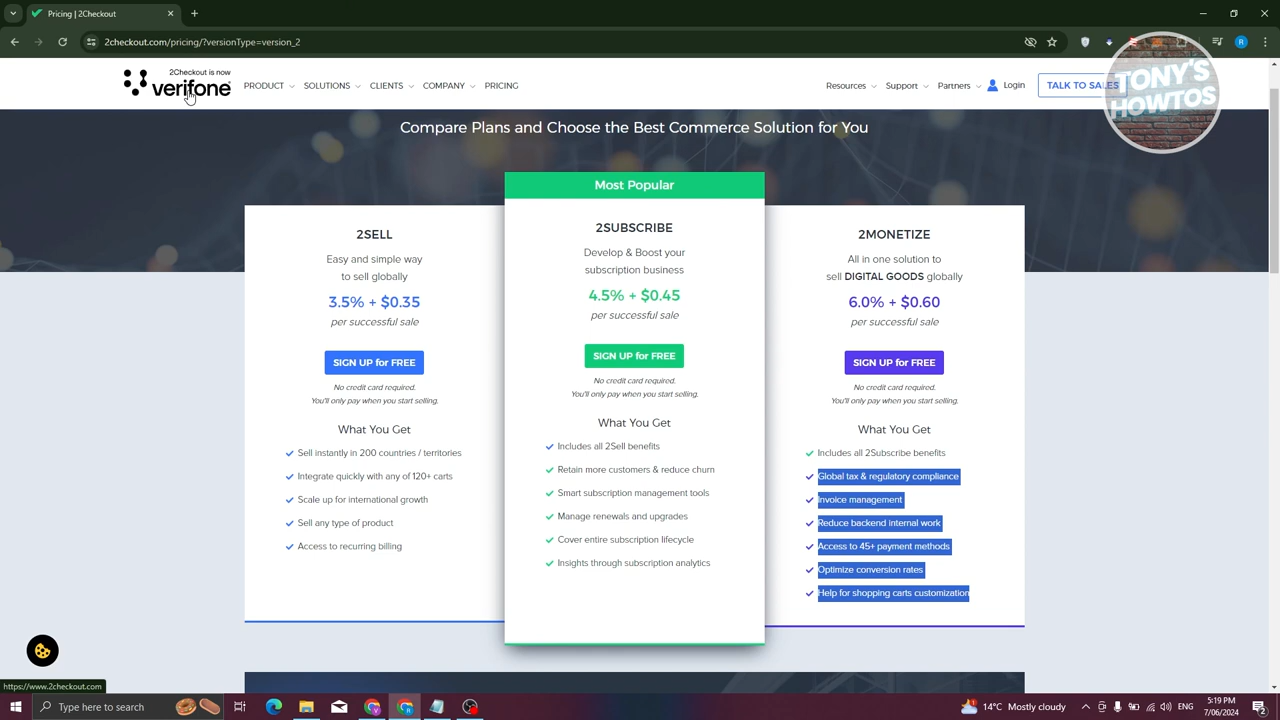 Pricing | 2Checkout
2checkout.com/pricing/?versionType=version_2
2Checkout is now
verifone
PRODUCT
SOLUTIONS
CLIENTS
COMPANY
PRICING
Resources
Support
Partners
Login
TALK TO SALES
TONY'S
HOWTOS
Compare Plans and Choose the Best Commerce Solution for You
2SELL
Easy and simple way
to sell globally
3.5% + $0.35
per successful sale
SIGN UP for FREE
No credit card required.
You'll only pay when you start selling.
What You Get
Sell instantly in 200 countries / territories
Integrate quickly with any of 120+ carts
Scale up for international growth
Sell any type of product
Access to recurring billing
Most Popular
2SUBSCRIBE
Develop & Boost your
subscription business
4.5% + $0.45
per successful sale
SIGN UP for FREE
No credit card required.
You'll only pay when you start selling.
What You Get
Includes all 2Sell benefits
Retain more customers & reduce churn
Smart subscription management tools
Manage renewals and upgrades
Cover entire subscription lifecycle
Insights through subscription analytics
2MONETIZE
All in one solution to
sell DIGITAL GOODS globally
6.0% + $0.60
per successful sale
SIGN UP for FREE
No credit card required.
You'll only pay when you start selling.
What You Get
Includes all 2Subscribe benefits
Global tax & regulatory compliance
Invoice management
Reduce backend internal work
Access to 45+ payment methods
Optimize conversion rates
Help for shopping carts customization
https://www.2checkout.com
Type here to search
14°C Mostly cloudy
5:19 PM
7/06/2024